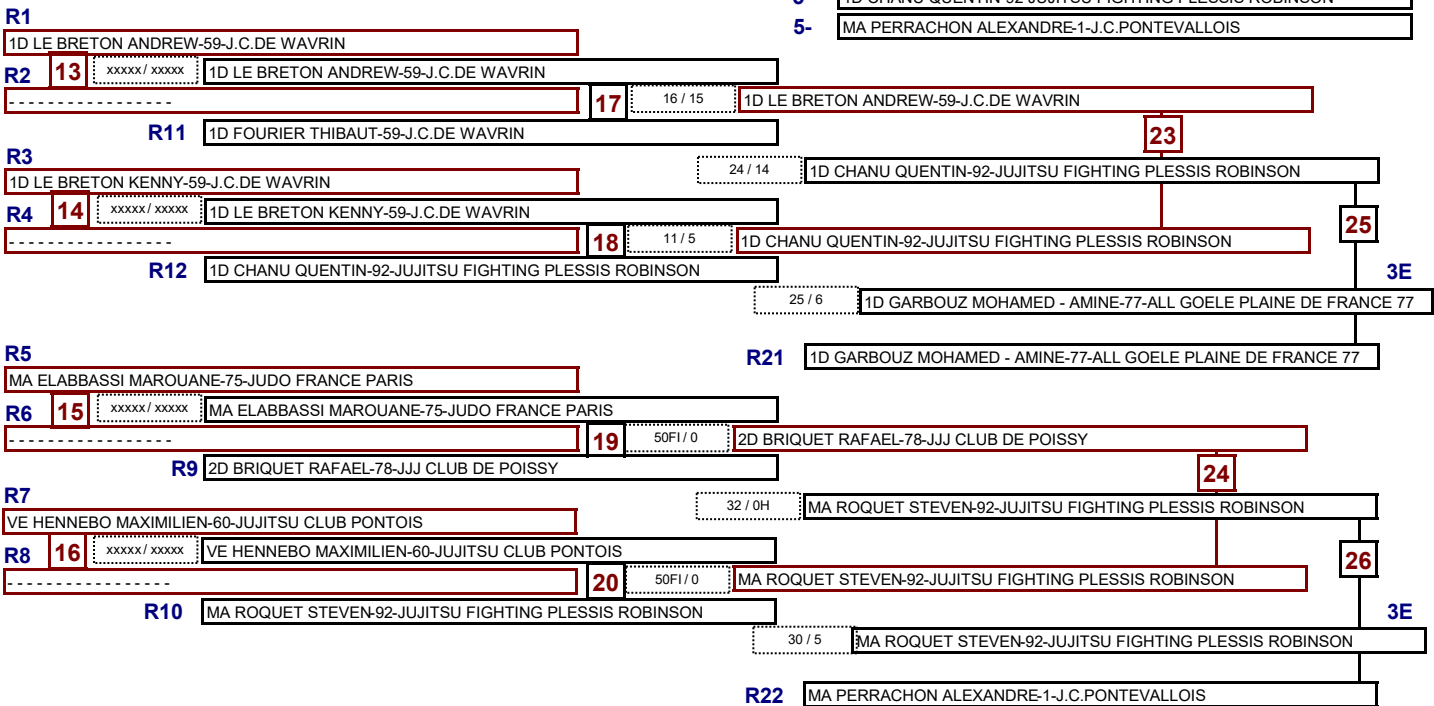 5- MA PERRACHON ALEXANDRE-1-J.C.PONTEVALLOIS
R1
1D LE BRETON ANDREW-59-J.C.DE WAVRIN
R2 13 xxxxx / xxxxx 1D LE BRETON ANDREW-59-J.C.DE WAVRIN
- - - - - - - - - - - - - - - - - 17 16 / 15 1D LE BRETON ANDREW-59-J.C.DE WAVRIN
R11 1D FOURIER THIBAUT-59-J.C.DE WAVRIN
23
R3
24 / 14 1D CHANU QUENTIN-92-JUJITSU FIGHTING PLESSIS ROBINSON
1D LE BRETON KENNY-59-J.C.DE WAVRIN
R4 14 xxxxx / xxxxx 1D LE BRETON KENNY-59-J.C.DE WAVRIN
25
- - - - - - - - - - - - - - - - - 18 11 / 5 1D CHANU QUENTIN-92-JUJITSU FIGHTING PLESSIS ROBINSON
R12 1D CHANU QUENTIN-92-JUJITSU FIGHTING PLESSIS ROBINSON
3E
25 / 6 1D GARBOUZ MOHAMED - AMINE-77-ALL GOELE PLAINE DE FRANCE 77
R5
R21 1D GARBOUZ MOHAMED - AMINE-77-ALL GOELE PLAINE DE FRANCE 77
MA ELABBASSI MAROUANE-75-JUDO FRANCE PARIS
R6 15 xxxxx / xxxxx MA ELABBASSI MAROUANE-75-JUDO FRANCE PARIS
- - - - - - - - - - - - - - - - - 19 50FI / 0 2D BRIQUET RAFAEL-78-JJJ CLUB DE POISSY
R9 2D BRIQUET RAFAEL-78-JJJ CLUB DE POISSY
24
R7
32 / 0H MA ROQUET STEVEN-92-JUJITSU FIGHTING PLESSIS ROBINSON
VE HENNEBO MAXIMILIEN-60-JUJITSU CLUB PONTOIS
R8 16 xxxxx / xxxxx VE HENNEBO MAXIMILIEN-60-JUJITSU CLUB PONTOIS
26
- - - - - - - - - - - - - - - - - 20 50FI / 0 MA ROQUET STEVEN-92-JUJITSU FIGHTING PLESSIS ROBINSON
R10 MA ROQUET STEVEN-92-JUJITSU FIGHTING PLESSIS ROBINSON
3E
30 / 5 MA ROQUET STEVEN-92-JUJITSU FIGHTING PLESSIS ROBINSON
R22 MA PERRACHON ALEXANDRE-1-J.C.PONTEVALLOIS